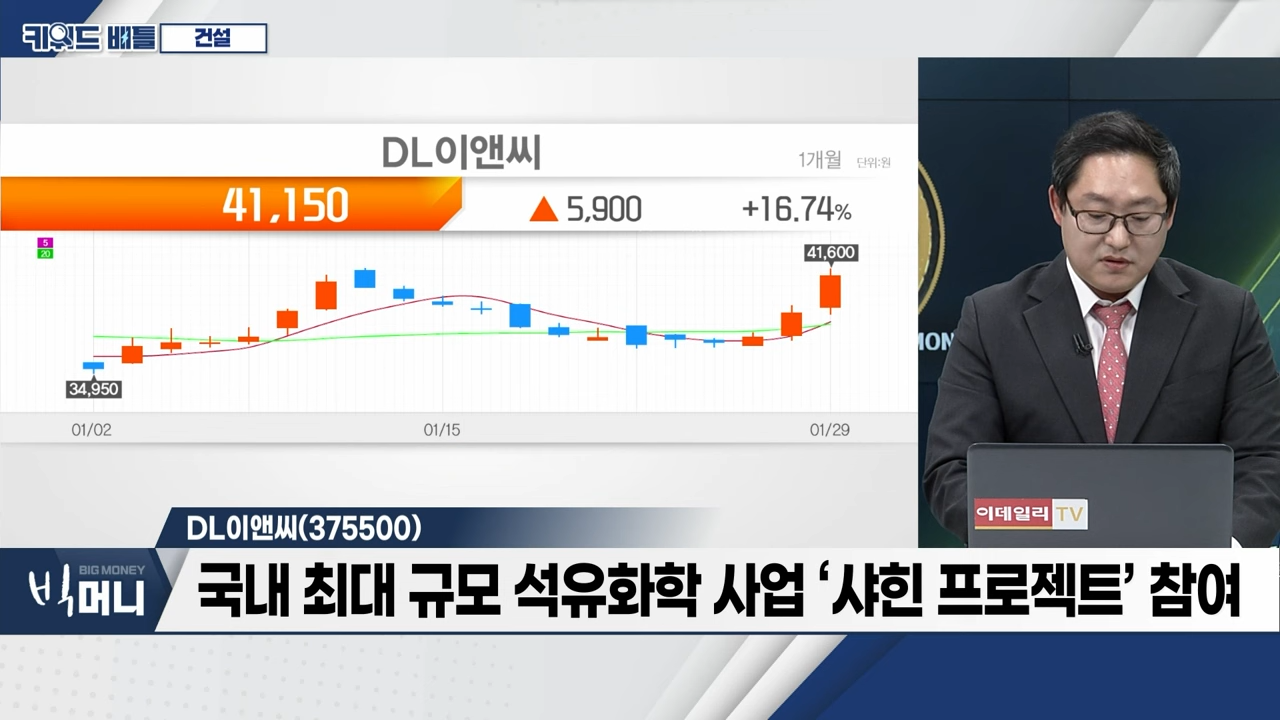 키워드 배틀 건설
DL이앤씨
1개월 단위:원
41,150 ▲ 5,900 +16.74%
5
20
41,600
34,950
01/02 01/15 01/29
MON
이데일리 TV
DL이앤씨(375500)
BIG MONEY
빅머니
국내 최대 규모 석유화학 사업 ‘샤힌 프로젝트’ 참여